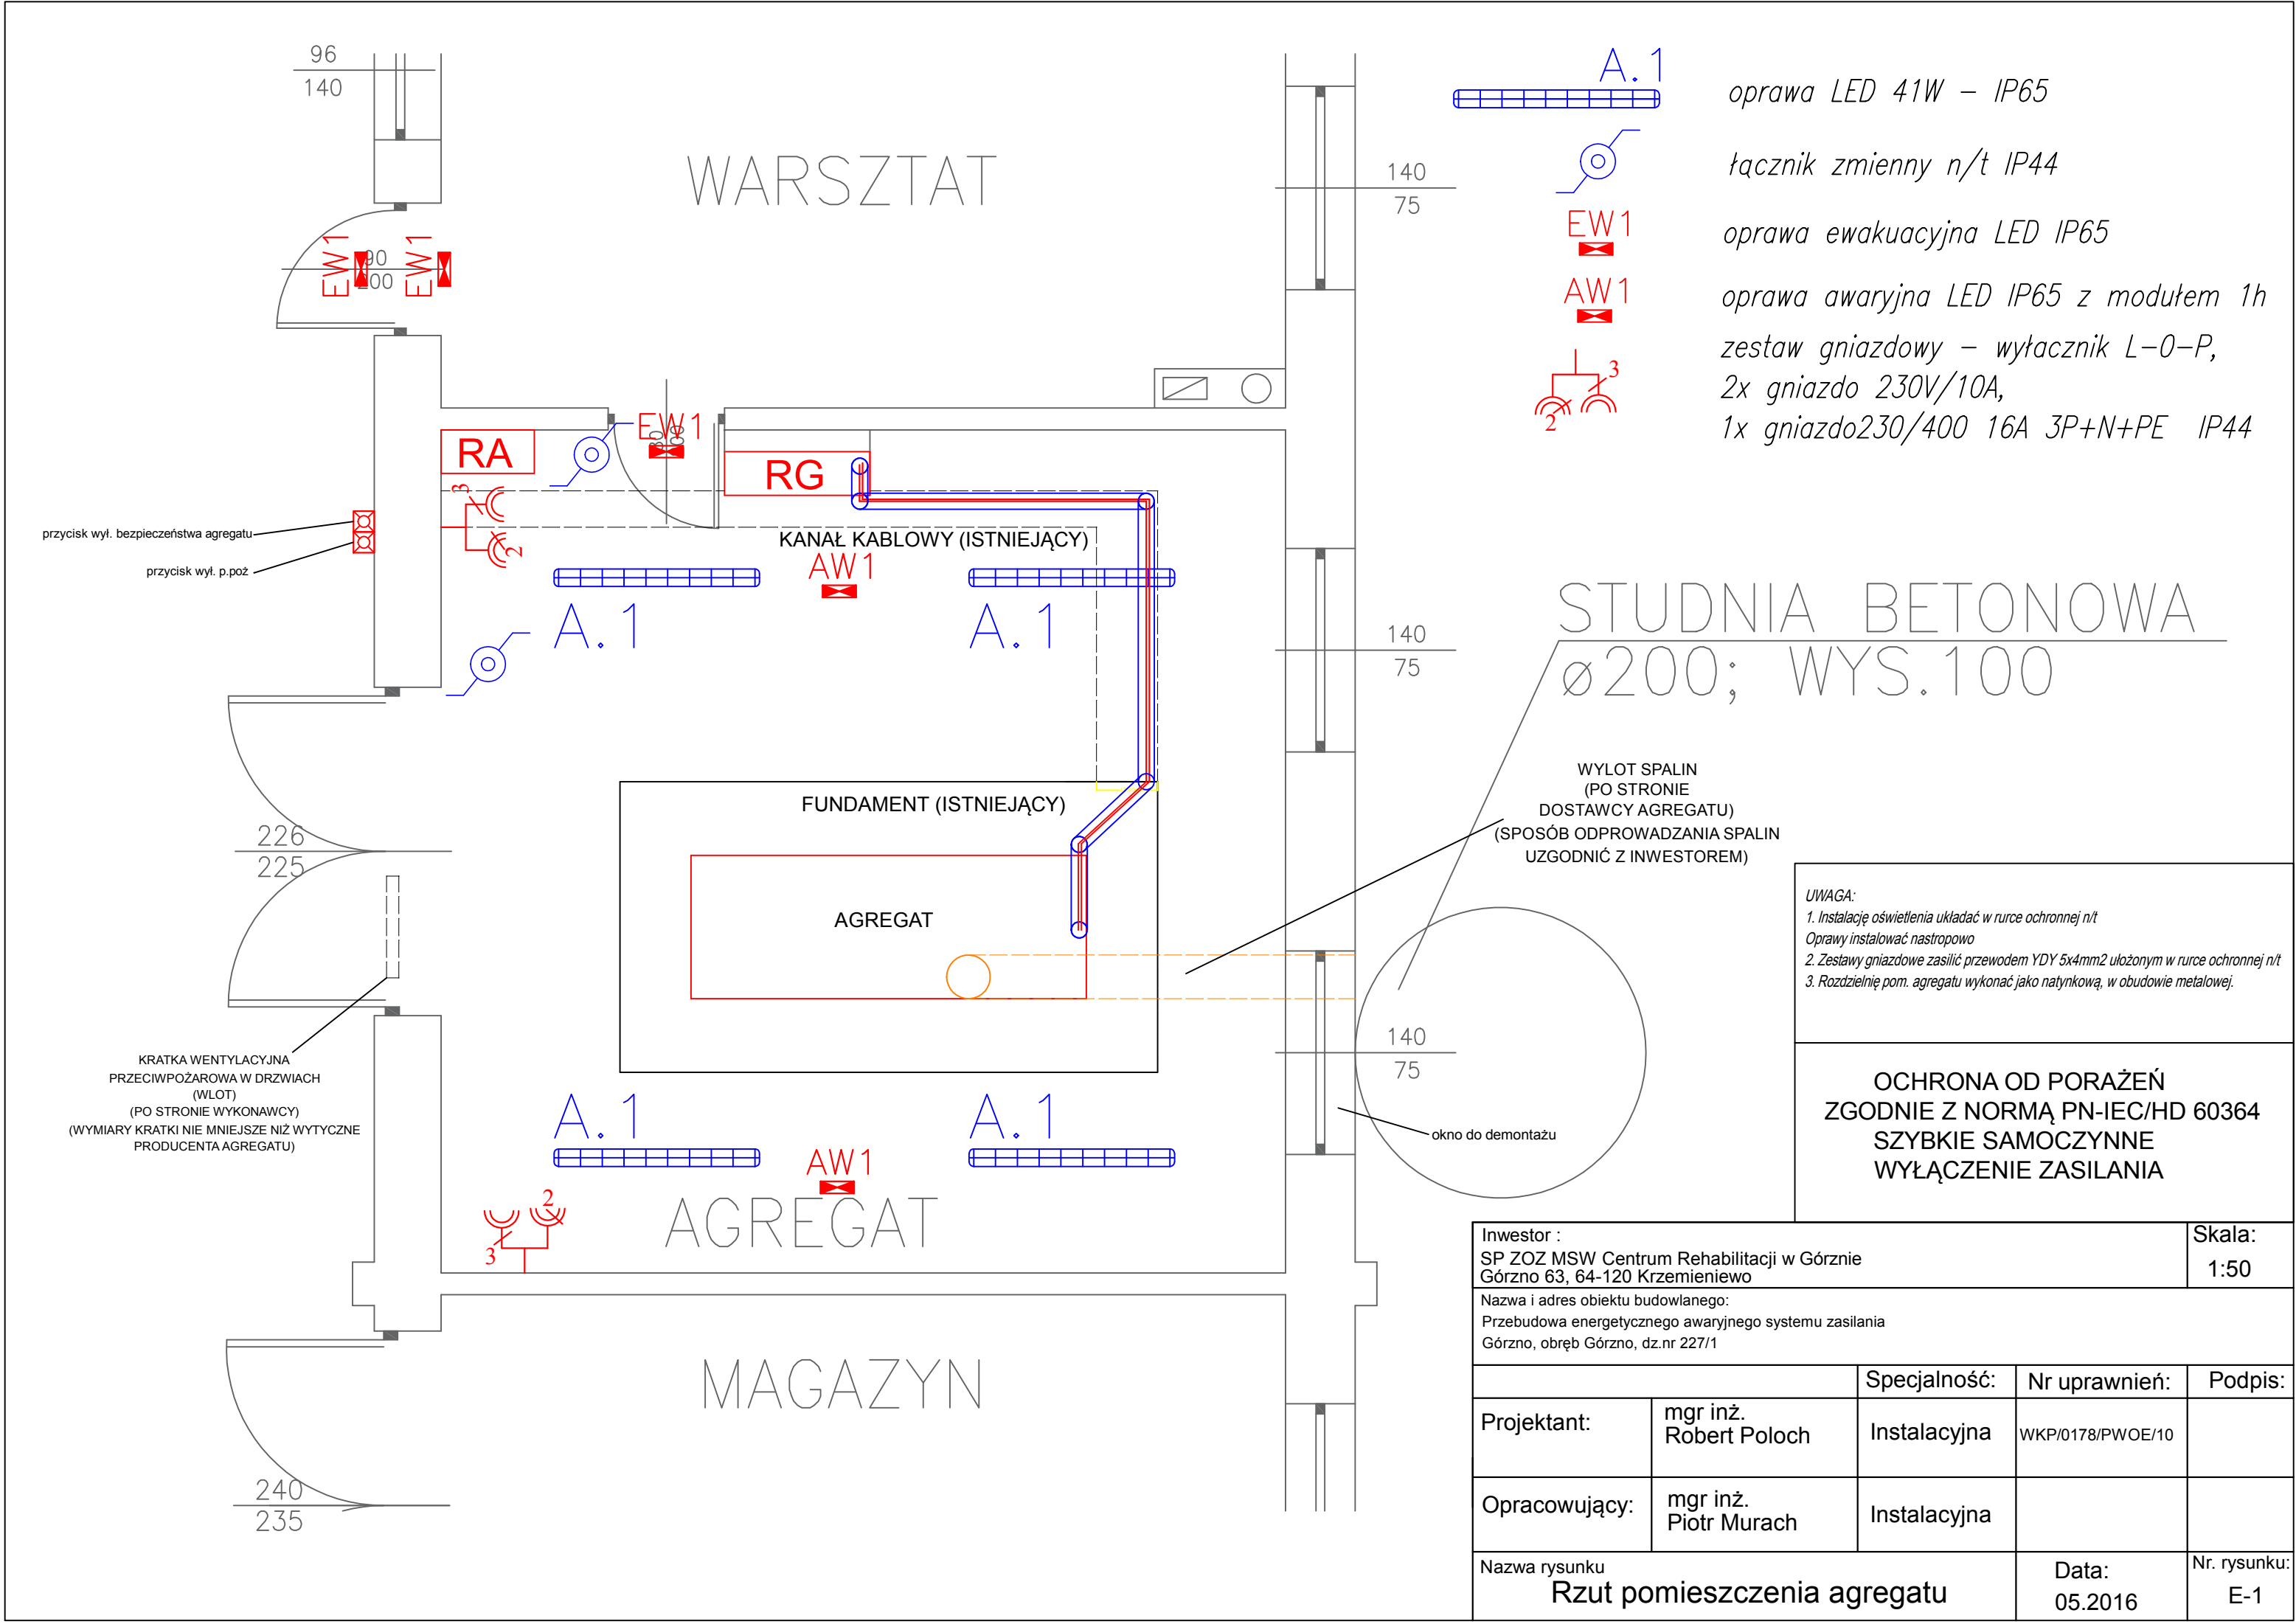 96
140
WARSZTAT
A.1
oprawa LED 41W – IP65
łącznik zmienny n/t IP44
EW1
oprawa ewakuacyjna LED IP65
AW1
oprawa awaryjna LED IP65 z modułem 1h
3
2
zestaw gniazdowy – wyłacznik L–0–P,
2x gniazdo 230V/10A,
1x gniazdo230/400 16A 3P+N+PE IP44
140
75
EW1
EW1
90
200
EW1
80
RA
RG
3
2
przycisk wył. bezpieczeństwa agregatu
przycisk wył. p.poż
KANAŁ KABLOWY (ISTNIEJĄCY)
AW1
A.1
A.1
140
75
STUDNIA BETONOWA
ø200; WYS.100
WYLOT SPALIN
(PO STRONIE
DOSTAWCY AGREGATU)
(SPOSÓB ODPROWADZANIA SPALIN
UZGODNIĆ Z INWESTOREM)
FUNDAMENT (ISTNIEJĄCY)
AGREGAT
226
225
KRATKA WENTYLACYJNA
PRZECIWPOŻAROWA W DRZWIACH
(WLOT)
(PO STRONIE WYKONAWCY)
(WYMIARY KRATKI NIE MNIEJSZE NIŻ WYTYCZNE
PRODUCENTA AGREGATU)
140
75
okno do demontażu
A.1
A.1
AW1
2
3
AGREGAT
MAGAZYN
240
235
UWAGA:
1. Instalację oświetlenia układać w rurce ochronnej n/t
Oprawy instalować nastropowo
2. Zestawy gniazdowe zasilić przewodem YDY 5x4mm2 ułożonym w rurce ochronnej n/t
3. Rozdzielnię pom. agregatu wykonać jako natynkową, w obudowie metalowej.
OCHRONA OD PORAŻEŃ
ZGODNIE Z NORMĄ PN-IEC/HD 60364
SZYBKIE SAMOCZYNNE
WYŁĄCZENIE ZASILANIA
Inwestor :
SP ZOZ MSW Centrum Rehabilitacji w Górznie
Górzno 63, 64-120 Krzemieniewo
Skala:
1:50
Nazwa i adres obiektu budowlanego:
Przebudowa energetycznego awaryjnego systemu zasilania
Górzno, obręb Górzno, dz.nr 227/1
Specjalność: Nr uprawnień: Podpis:
Projektant: mgr inż. Robert Poloch Instalacyjna WKP/0178/PWOE/10
Opracowujący: mgr inż. Piotr Murach Instalacyjna
Nazwa rysunku
Rzut pomieszczenia agregatu
Data:
05.2016
Nr. rysunku:
E-1